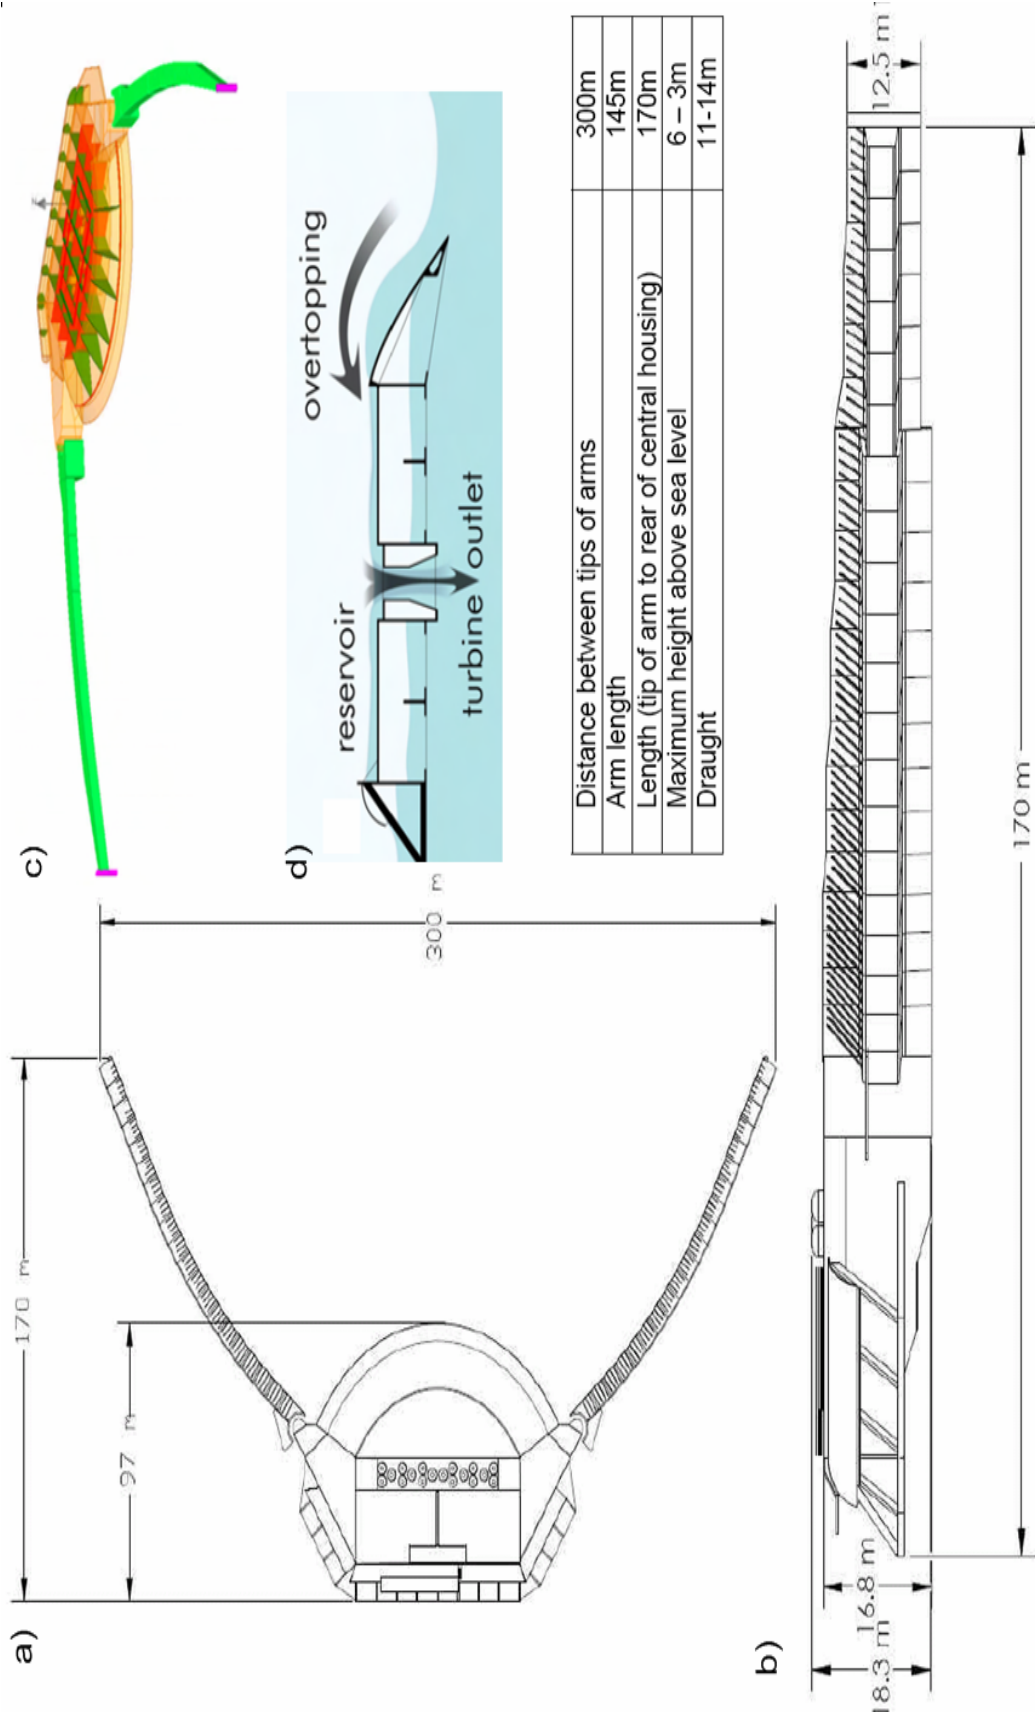 a)
170 m
97 m
300 m
c)
d)
overtopping
reservoir
turbine outlet
Distance between tips of arms 300m
Arm length 145m
Length (tip of arm to rear of central housing) 170m
Maximum height above sea level 6 – 3m
Draught 11-14m
b)
18.3 m
16.8 m
12.5 m
170 m